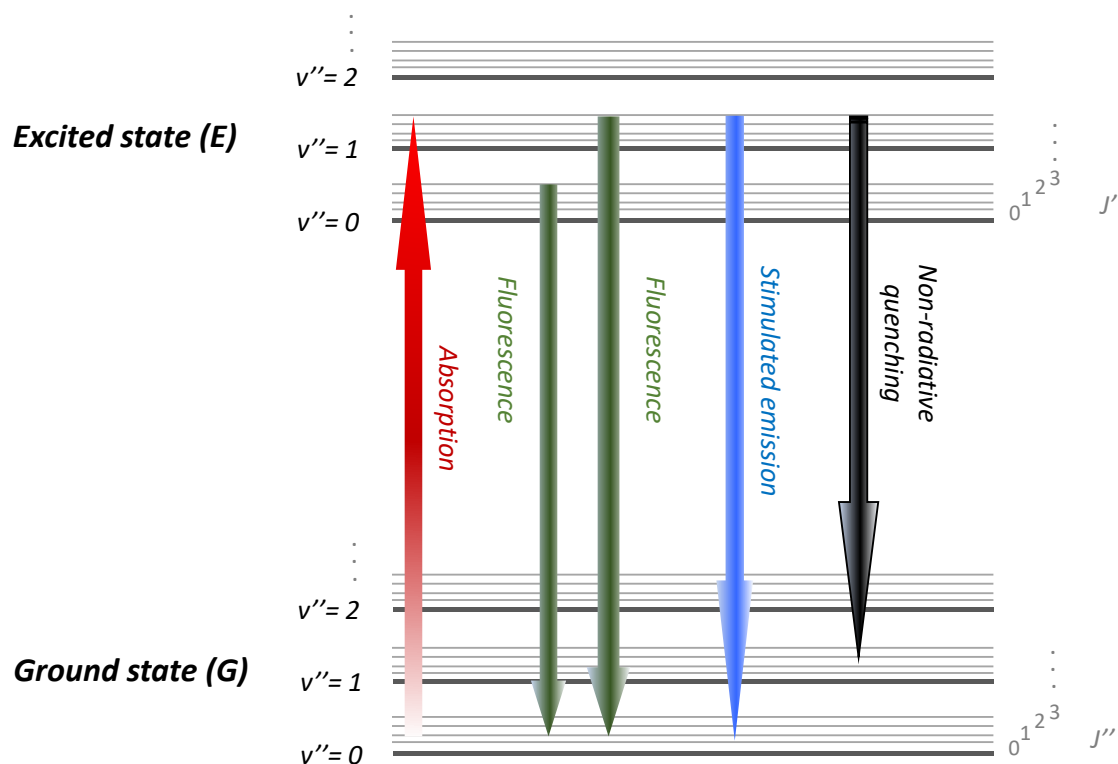 v’’= 2
Excited state (E)
v’’= 1
v’’= 0
0 1 2 3
J’
Absorption
Fluorescence
Fluorescence
Stimulated emission
Non-radiative
quenching
v’’= 2
Ground state (G)
v’’= 1
v’’= 0
0 1 2 3
J’’